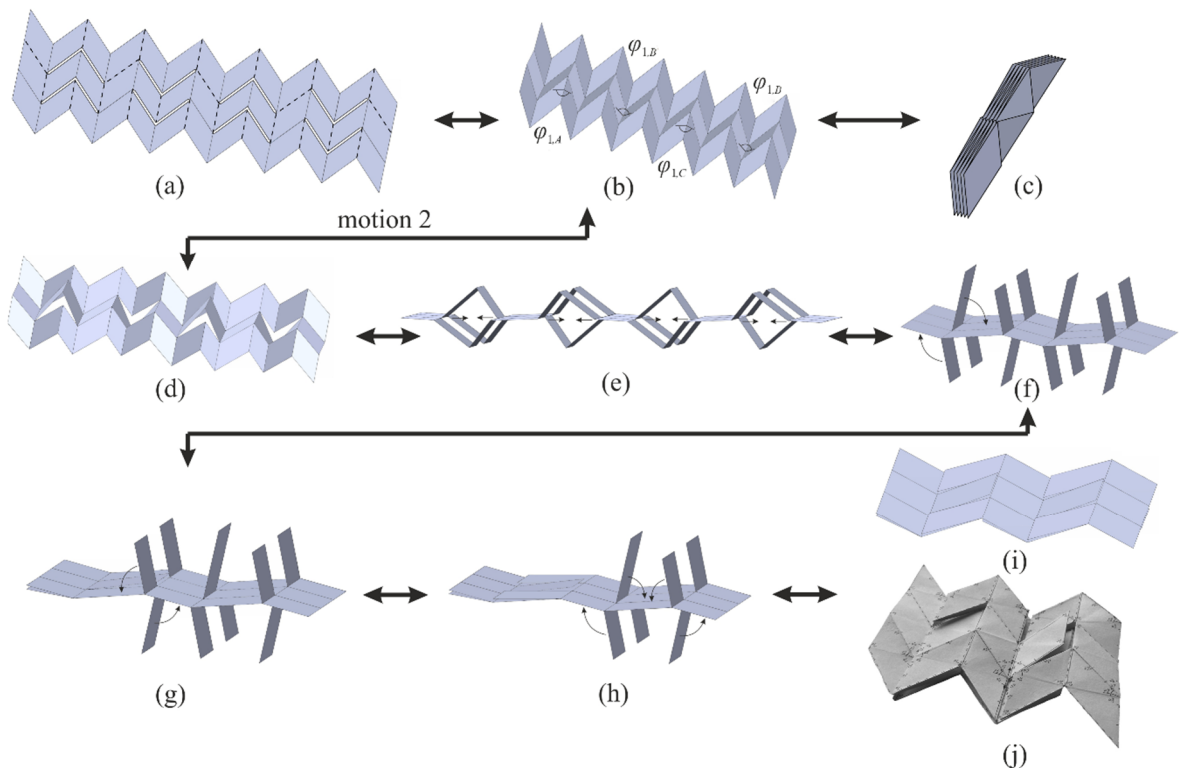 φ1,B
φ1,B
φ1,A
φ1,C
(a)
(b)
(c)
motion 2
(d)
(e)
(f)
(i)
(g)
(h)
(j)